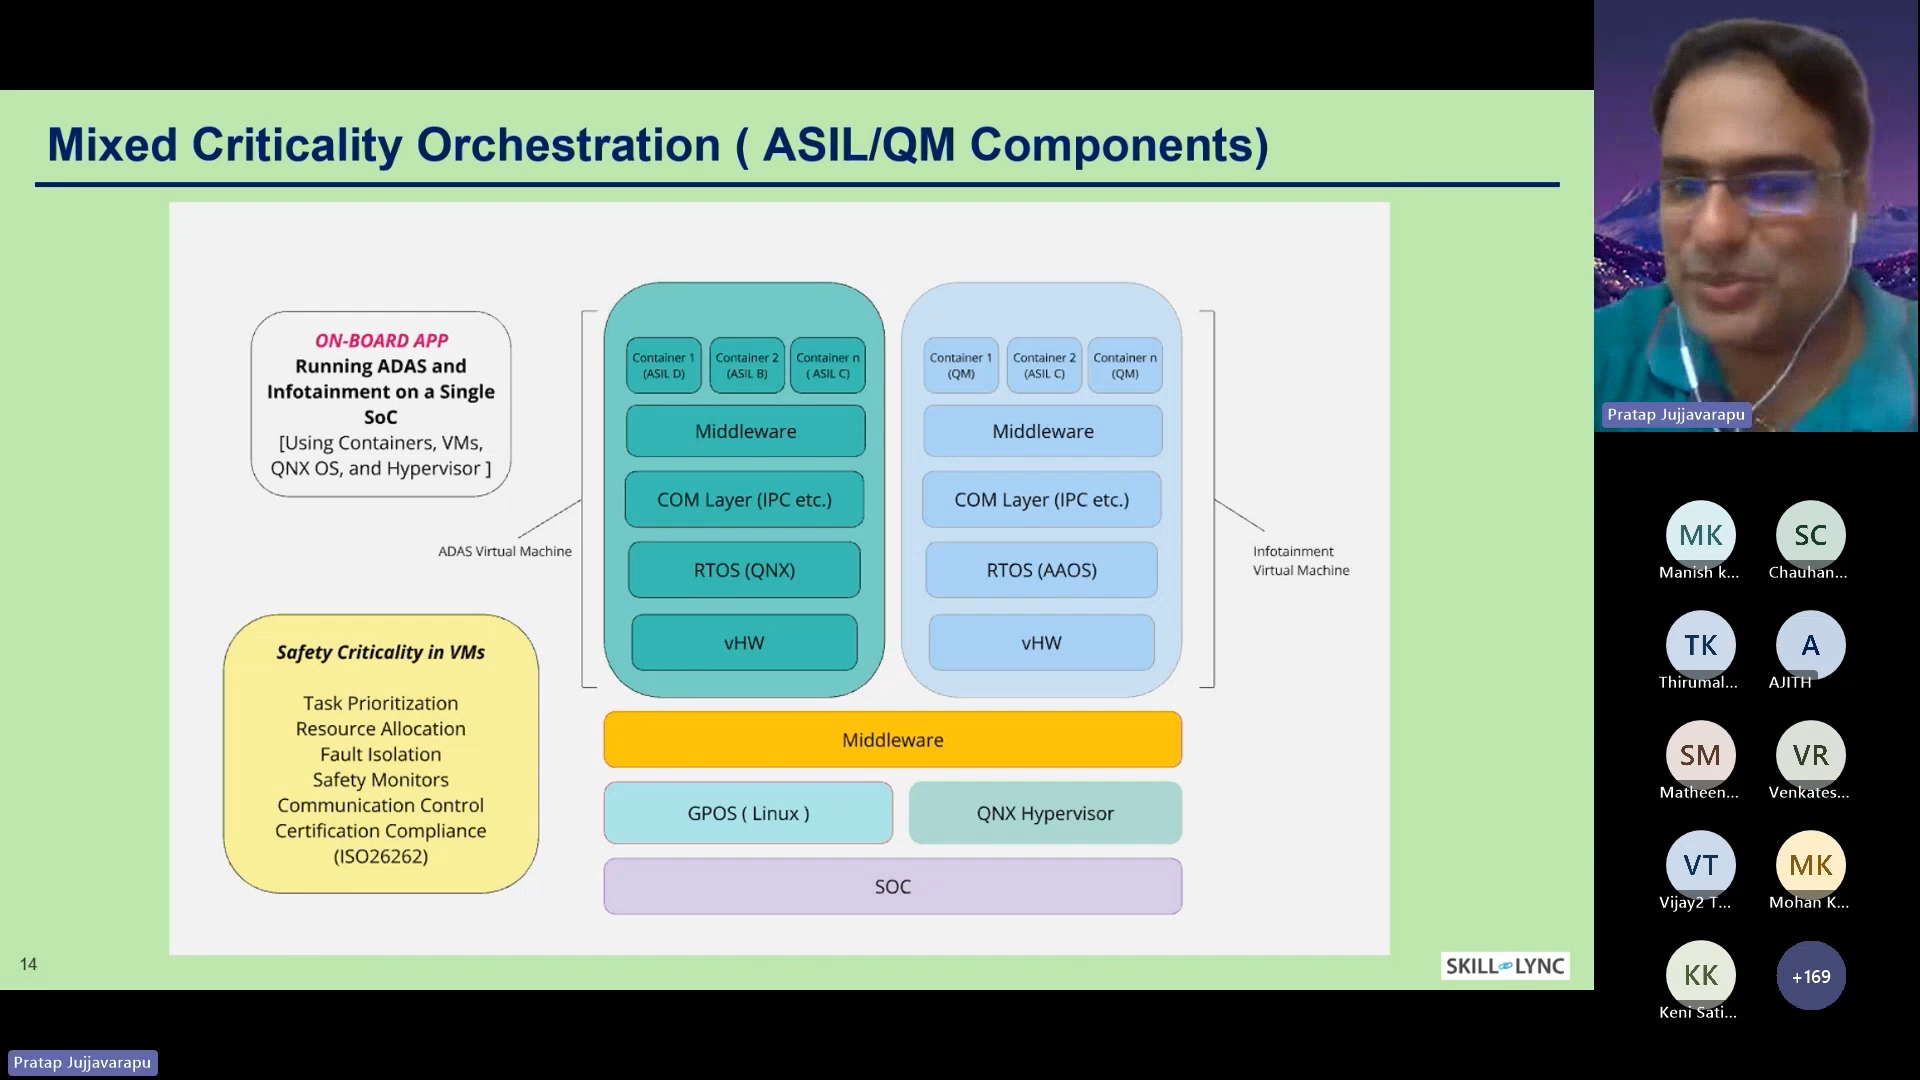 Mixed Criticality Orchestration ( ASIL/QM Components)
ON-BOARD APP
Running ADAS and
Infotainment on a Single
SoC
[Using Containers, VMs,
QNX OS, and Hypervisor ]
ADAS Virtual Machine
Safety Criticality in VMs
Task Prioritization
Resource Allocation
Fault Isolation
Safety Monitors
Communication Control
Certification Compliance
(ISO26262)
Container 1
(ASIL D)
Container 2
(ASIL B)
Container n
( ASIL C)
Middleware
COM Layer (IPC etc.)
RTOS (QNX)
vHW
Container 1
(QM)
Container 2
(ASIL C)
Container n
(QM)
Middleware
COM Layer (IPC etc.)
RTOS (AAOS)
vHW
Infotainment
Virtual Machine
Middleware
GPOS ( Linux )
QNX Hypervisor
SOC
14
SKILL LYNC
Pratap Jujjavarapu
Pratap Jujjavarapu
MK
Manish k...
SC
Chauhan...
TK
Thirumal...
A
AJITH
SM
Matheen...
VR
Venkates...
VT
Vijay2 T...
MK
Mohan K...
KK
Keni Sati...
+169